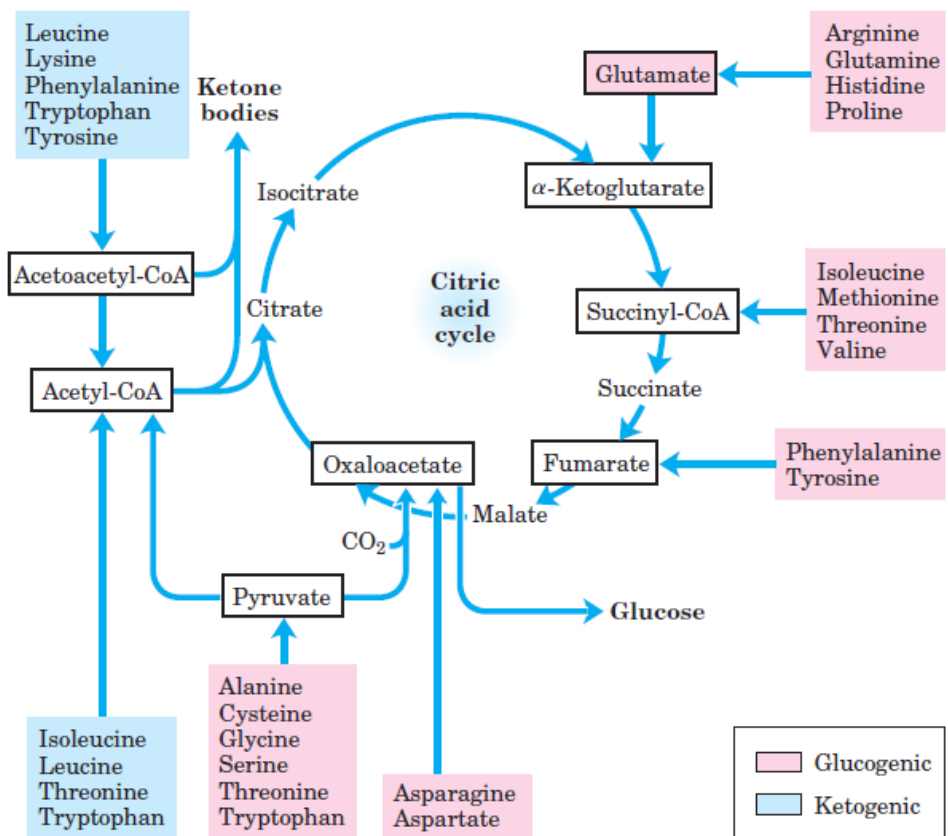 Leucine
Lysine
Phenylalanine
Tryptophan
Tyrosine
Ketone
bodies
Glutamate
Arginine
Glutamine
Histidine
Proline
Isocitrate
α-Ketoglutarate
Acetoacetyl-CoA
Citrate
Citric
acid
cycle
Succinyl-CoA
Isoleucine
Methionine
Threonine
Valine
Acetyl-CoA
Succinate
Oxaloacetate
Fumarate
Phenylalanine
Tyrosine
Malate
CO₂
Pyruvate
Glucose
Alanine
Cysteine
Glycine
Serine
Threonine
Tryptophan
Isoleucine
Leucine
Threonine
Tryptophan
Asparagine
Aspartate
Glucogenic
Ketogenic